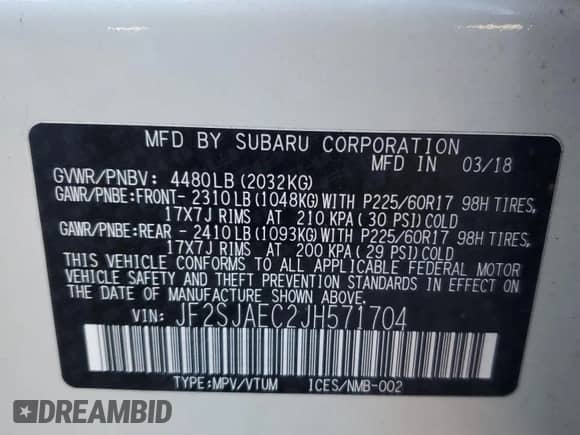 MFD BY SUBARU CORPORATION
MFD IN 03/18
GVWR/PNBV: 4480LB(2032KG)
GAWR/PNBE:FRONT- 2310LB(1048KG)WITH P225/60R17 98H TIRES,
17X7J RIMS AT 210 KPA(30 PSI)COLD
GAWR/PNBE:REAR - 2410LB(1093KG)WITH P225/60R17 98H TIRES,
17X7J RIMS AT 200 KPA(29 PSI)COLD
THIS VEHICLE CONFORMS TO ALL APPLICABLE FEDERAL MOTOR
VEHICLE SAFETY AND THEFT PREVENTION STANDARDS IN EFFECT ON
THE DATE OF MANUFACTURE SHOWN ABOVE.
VIN: JF2SJAEC2JH571704
TYPE:MPV/VTUM ICES/NMB-002
DREAMBID